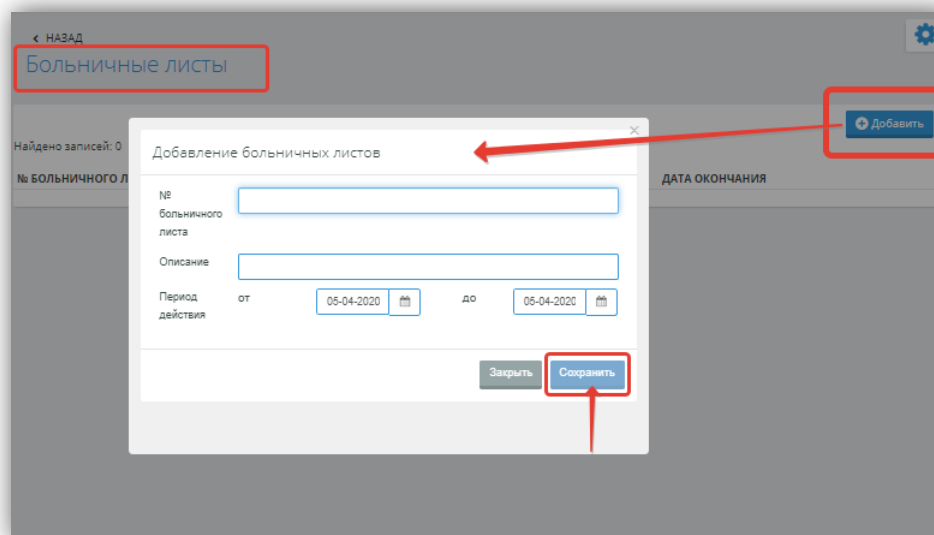 НАЗАД
Больничные листы
Добавить
Найдено записей: 0
№ БОЛЬНИЧНОГО Л
ДАТА ОКОНЧАНИЯ
Добавление больничных листов
№
больничного
листа
Описание
Период
действия
от 05-04-2020 до 05-04-2020
Закрыть Сохранить